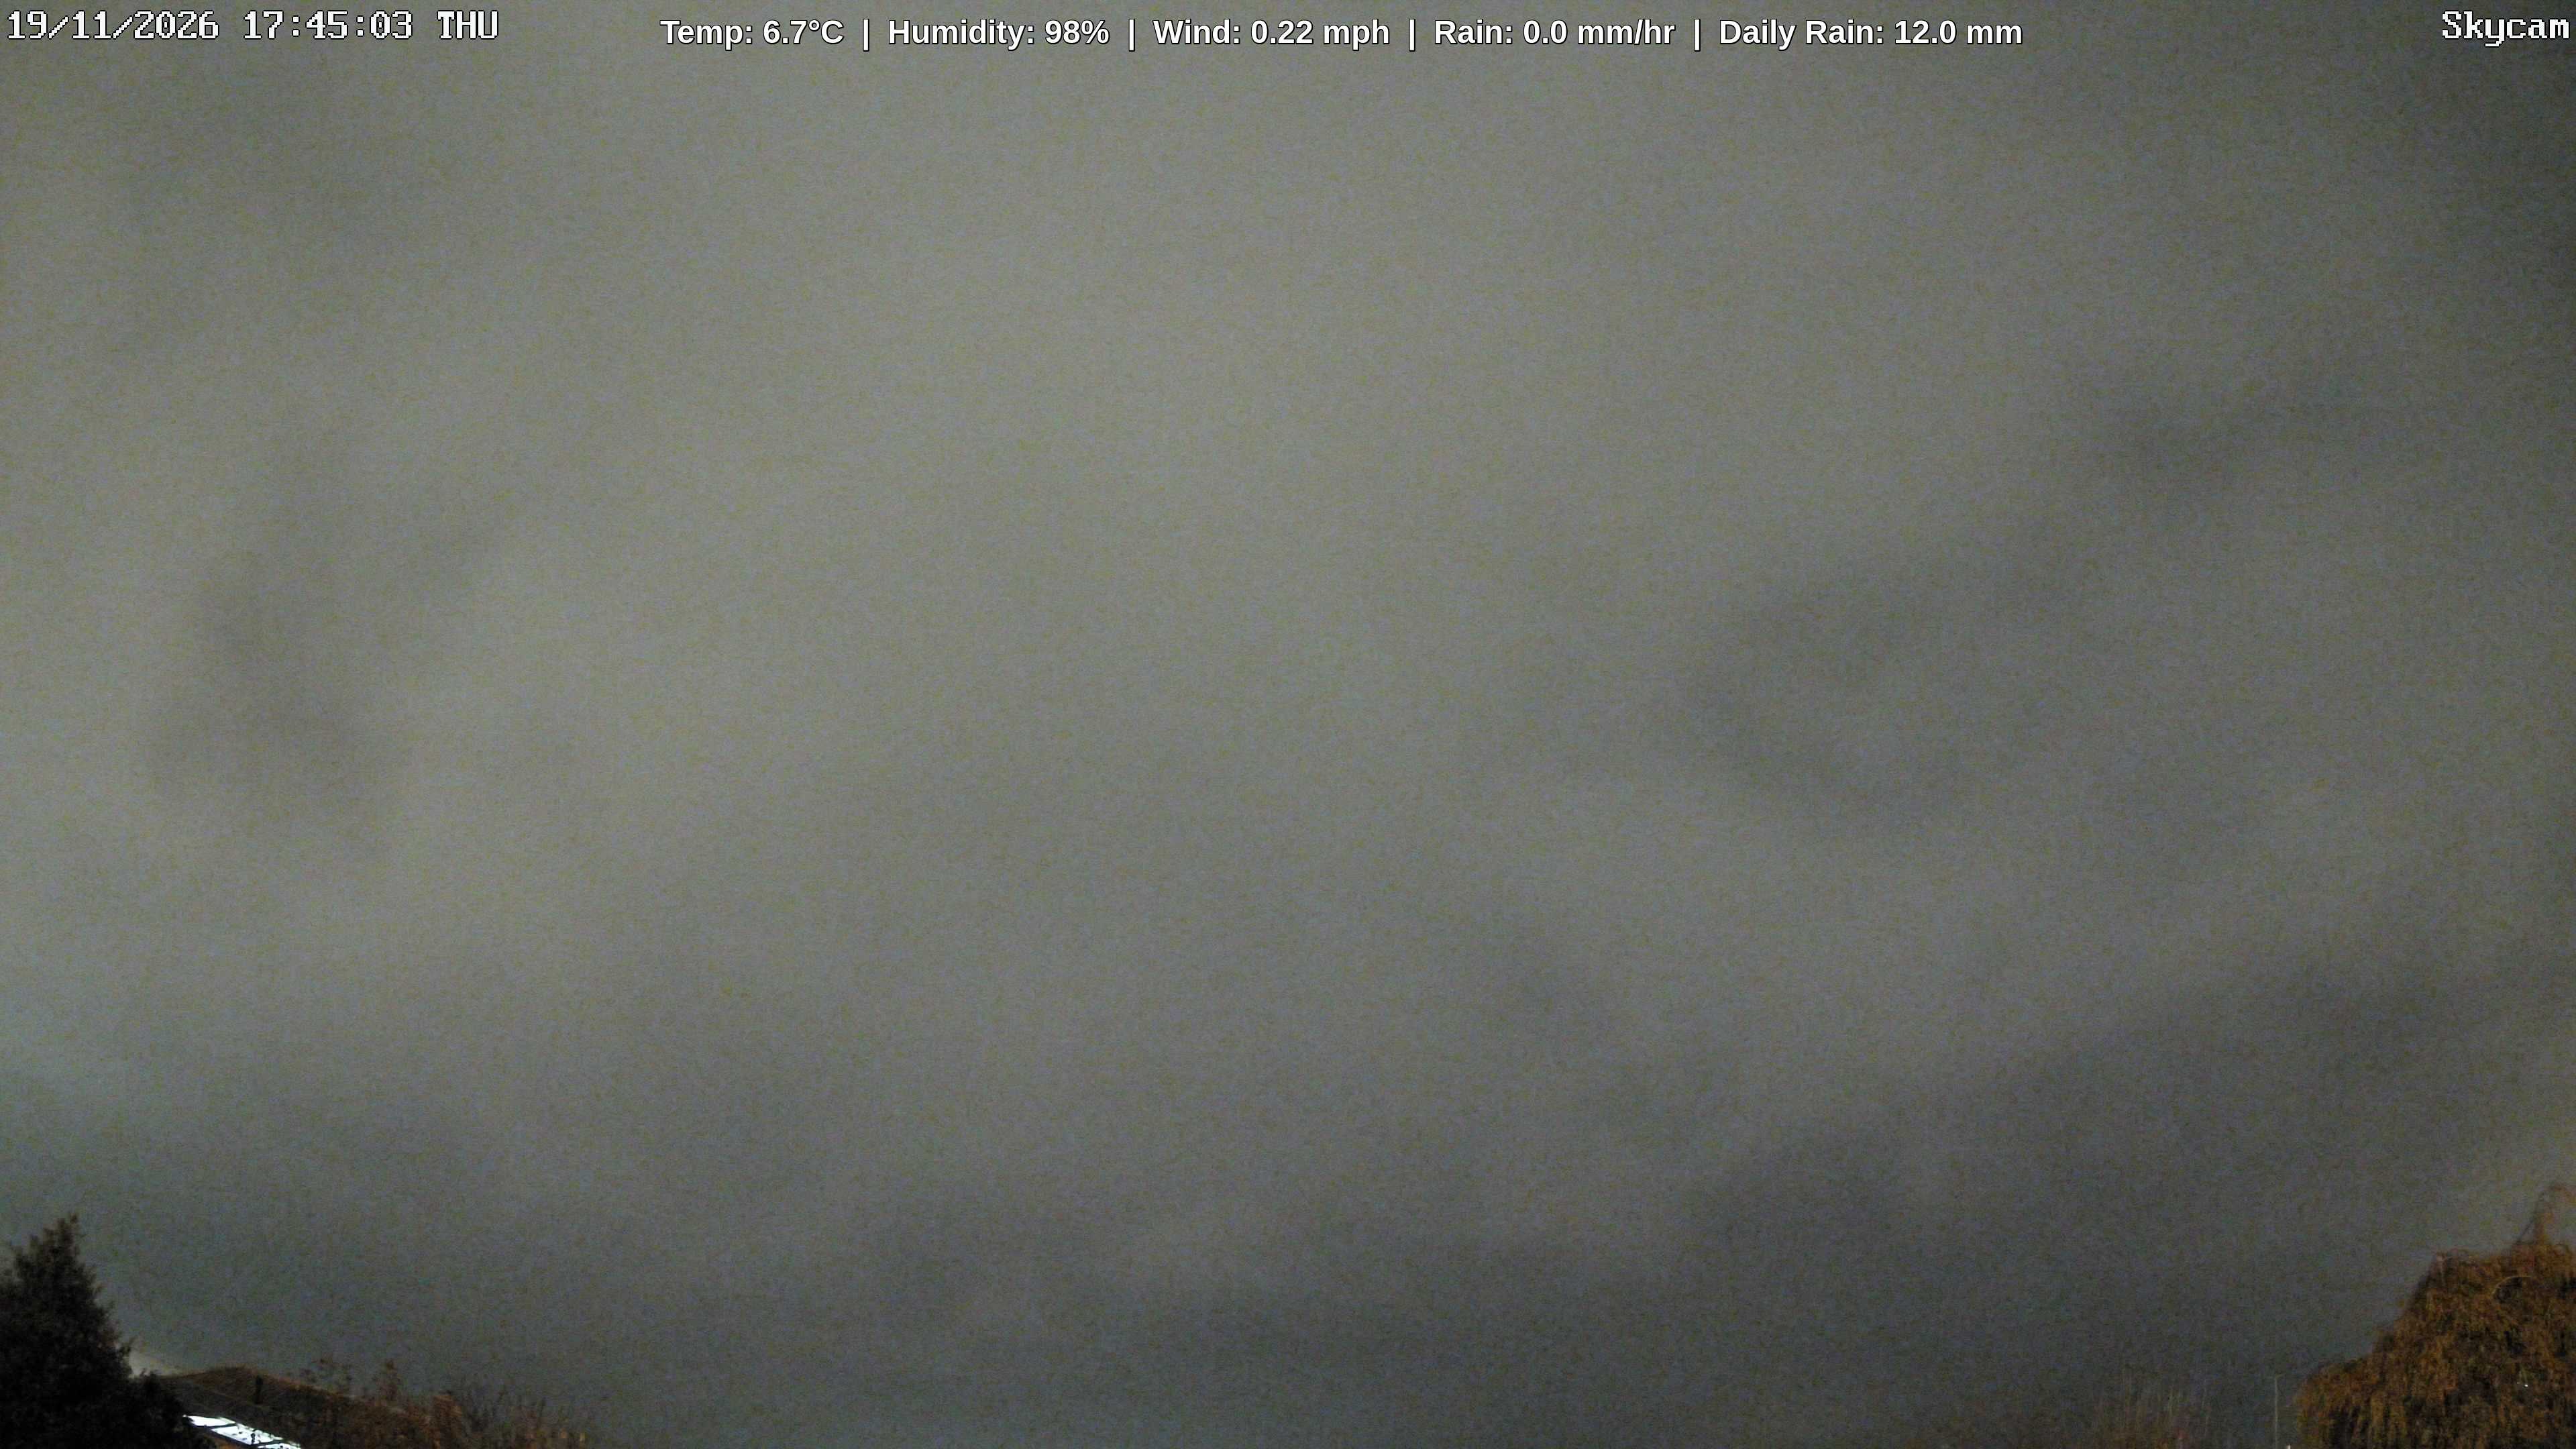 19/11/2026 17:45:03 THU
Temp: 6.7°C | Humidity: 98% | Wind: 0.22 mph | Rain: 0.0 mm/hr | Daily Rain: 12.0 mm
Skycam